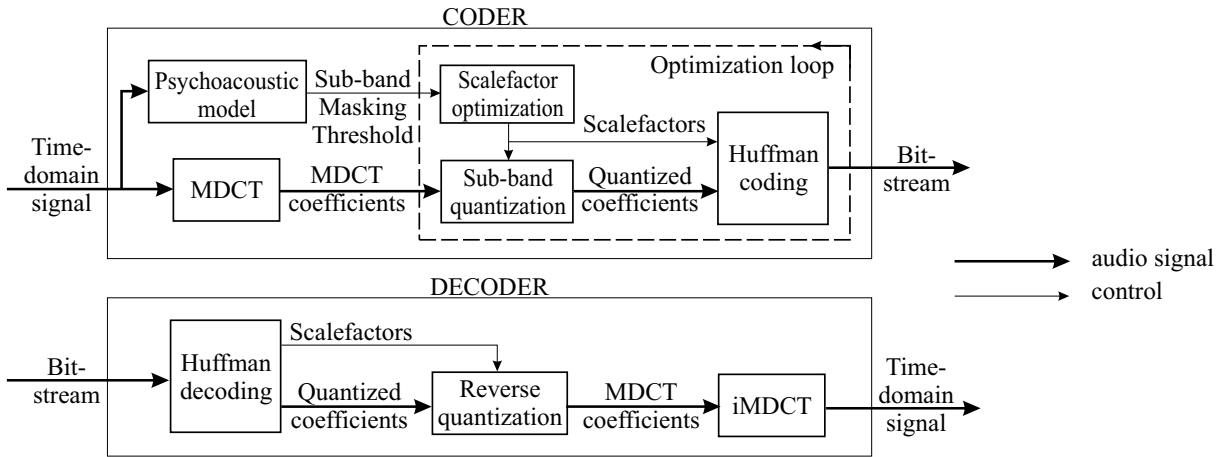 CODER
Optimization loop
Psychoacoustic
model
Sub-band
Masking
Threshold
Scalefactor
optimization
Scalefactors
Time-
domain
signal
MDCT
MDCT
coefficients
Sub-band
quantization
Quantized
coefficients
Huffman
coding
Bit-
stream
audio signal
control
DECODER
Bit-
stream
Huffman
decoding
Scalefactors
Quantized
coefficients
Reverse
quantization
MDCT
coefficients
iMDCT
Time-
domain
signal